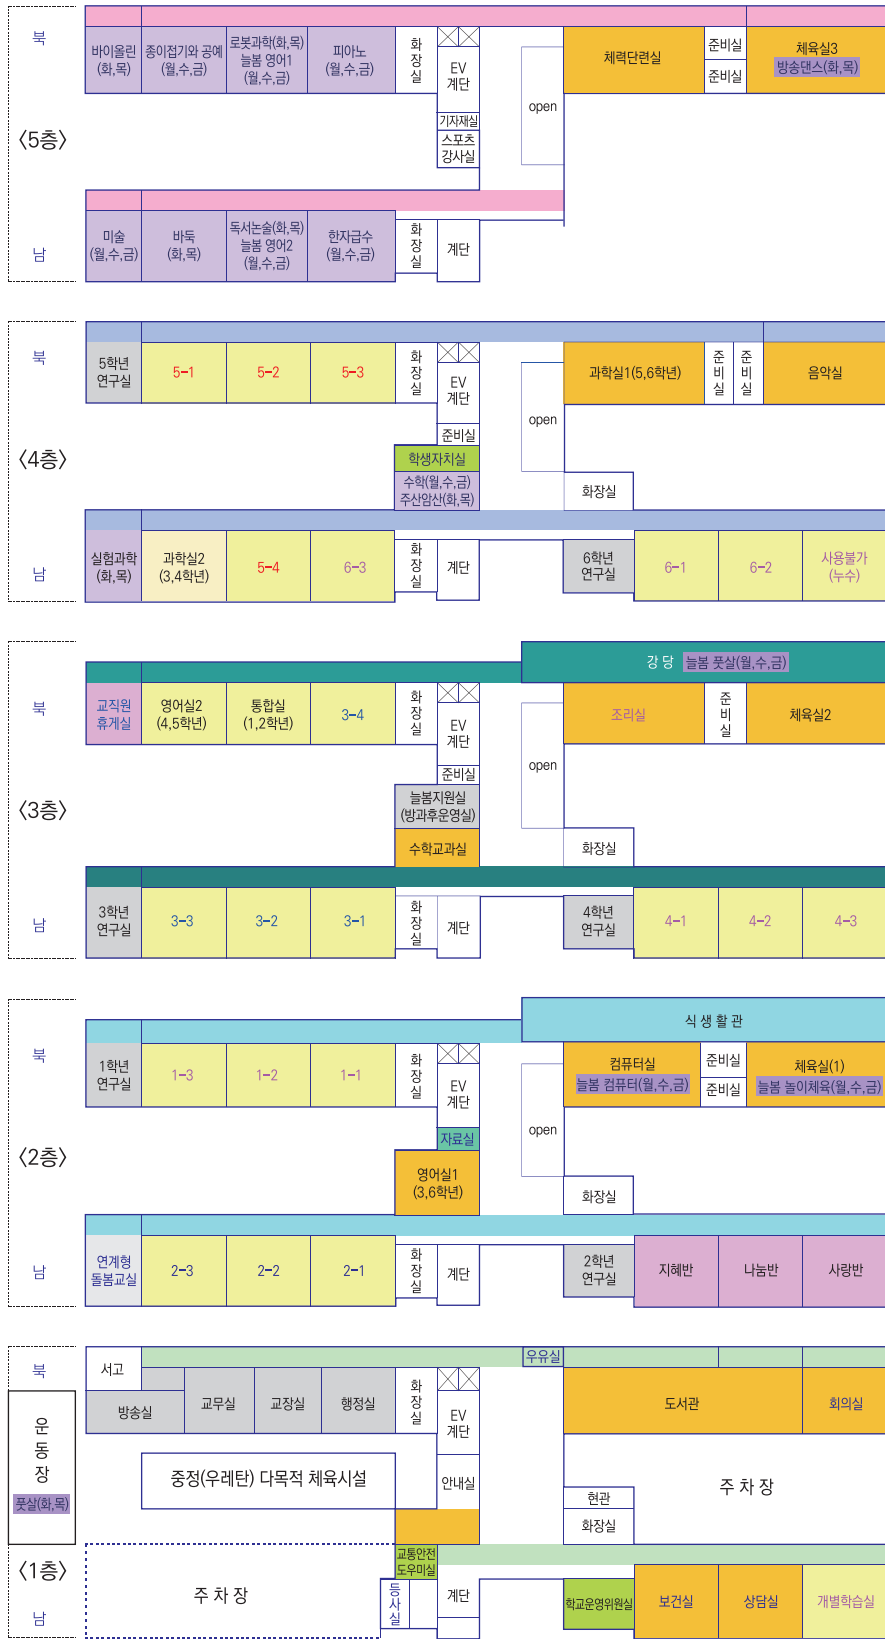 북
바이올린
(화,목)
종이접기와 공예
(월,수,금)
로봇과학(화,목)
늘봄 영어1
(월,수,금)
피아노
(월,수,금)
화
장
실
EV
계단
기자재실
스포츠
강사실
open
체력단련실
준비실
준비실
체육실3
방송댄스(화,목)
〈5층〉
남
미술
(월,수,금)
바둑
(화,목)
독서논술(화,목)
늘봄 영어2
(월,수,금)
한자급수
(월,수,금)
화
장
실
계단
북
5학년
연구실
5-1
5-2
5-3
화
장
실
EV
계단
준비실
학생자치실
수학(월,수,금)
주산암산(화,목)
open
과학실1(5,6학년)
준
비
실
준
비
실
음악실
화장실
〈4층〉
남
실험과학
(화,목)
과학실2
(3,4학년)
5-4
6-3
화
장
실
계단
6학년
연구실
6-1
6-2
사용불가
(누수)
강 당
늘봄 풋살(월,수,금)
북
교직원
휴게실
영어실2
(4,5학년)
통합실
(1,2학년)
3-4
화
장
실
EV
계단
준비실
늘봄지원실
(방과후운영실)
수학교과실
open
조리실
준
비
실
체육실2
화장실
〈3층〉
남
3학년
연구실
3-3
3-2
3-1
화
장
실
계단
4학년
연구실
4-1
4-2
4-3
식 생 활 관
북
1학년
연구실
1-3
1-2
1-1
화
장
실
EV
계단
자료실
영어실1
(3,6학년)
open
컴퓨터실
늘봄 컴퓨터(월,수,금)
준비실
준비실
체육실(1)
늘봄 놀이체육(월,수,금)
화장실
〈2층〉
남
연계형
돌봄교실
2-3
2-2
2-1
화
장
실
계단
2학년
연구실
지혜반
나눔반
사랑반
북
서고
우유실
방송실
교무실
교장실
행정실
화
장
실
EV
계단
안내실
도서관
회의실
운
동
장
풋살(화,목)
중정(우레탄) 다목적 체육시설
주 차 장
현관
화장실
〈1층〉
남
주 차 장
교통안전
도우미실
등
사
실
계단
학교운영위원실
보건실
상담실
개별학습실